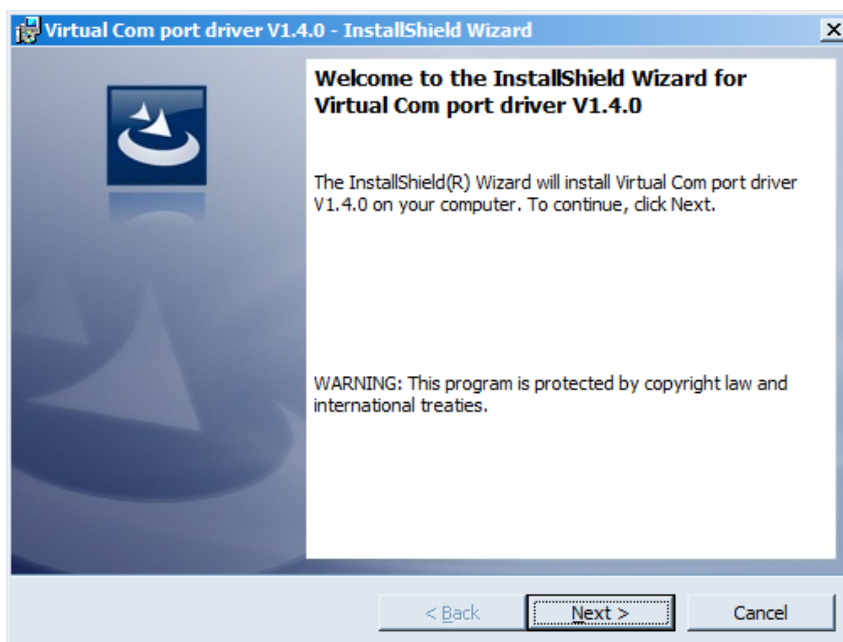 Virtual Com port driver V1.4.0 - InstallShield Wizard
Welcome to the InstallShield Wizard for
Virtual Com port driver V1.4.0
The InstallShield(R) Wizard will install Virtual Com port driver
V1.4.0 on your computer. To continue, click Next.
WARNING: This program is protected by copyright law and
international treaties.
< Back
Next >
Cancel